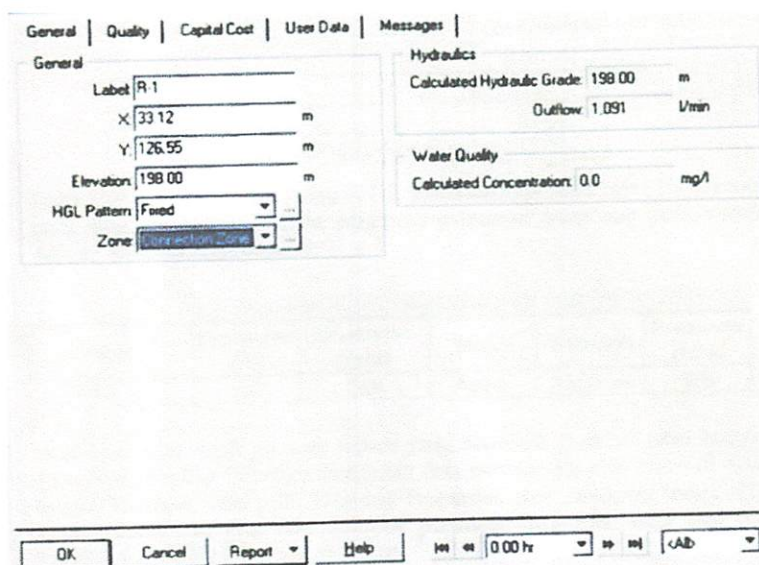 General Quality Capital Cost User Data Messages
General
Label: R-1
X: 33.12 m
Y: 126.55 m
Elevation: 198.00 m
HGL Pattern: Fixed ...
Zone: Connection Zone ...
Hydraulics
Calculated Hydraulic Grade: 198.00 m
Outflow: 1,091 l/min
Water Quality
Calculated Concentration: 0.0 mg/l
OK Cancel Report Help 0.00 hr